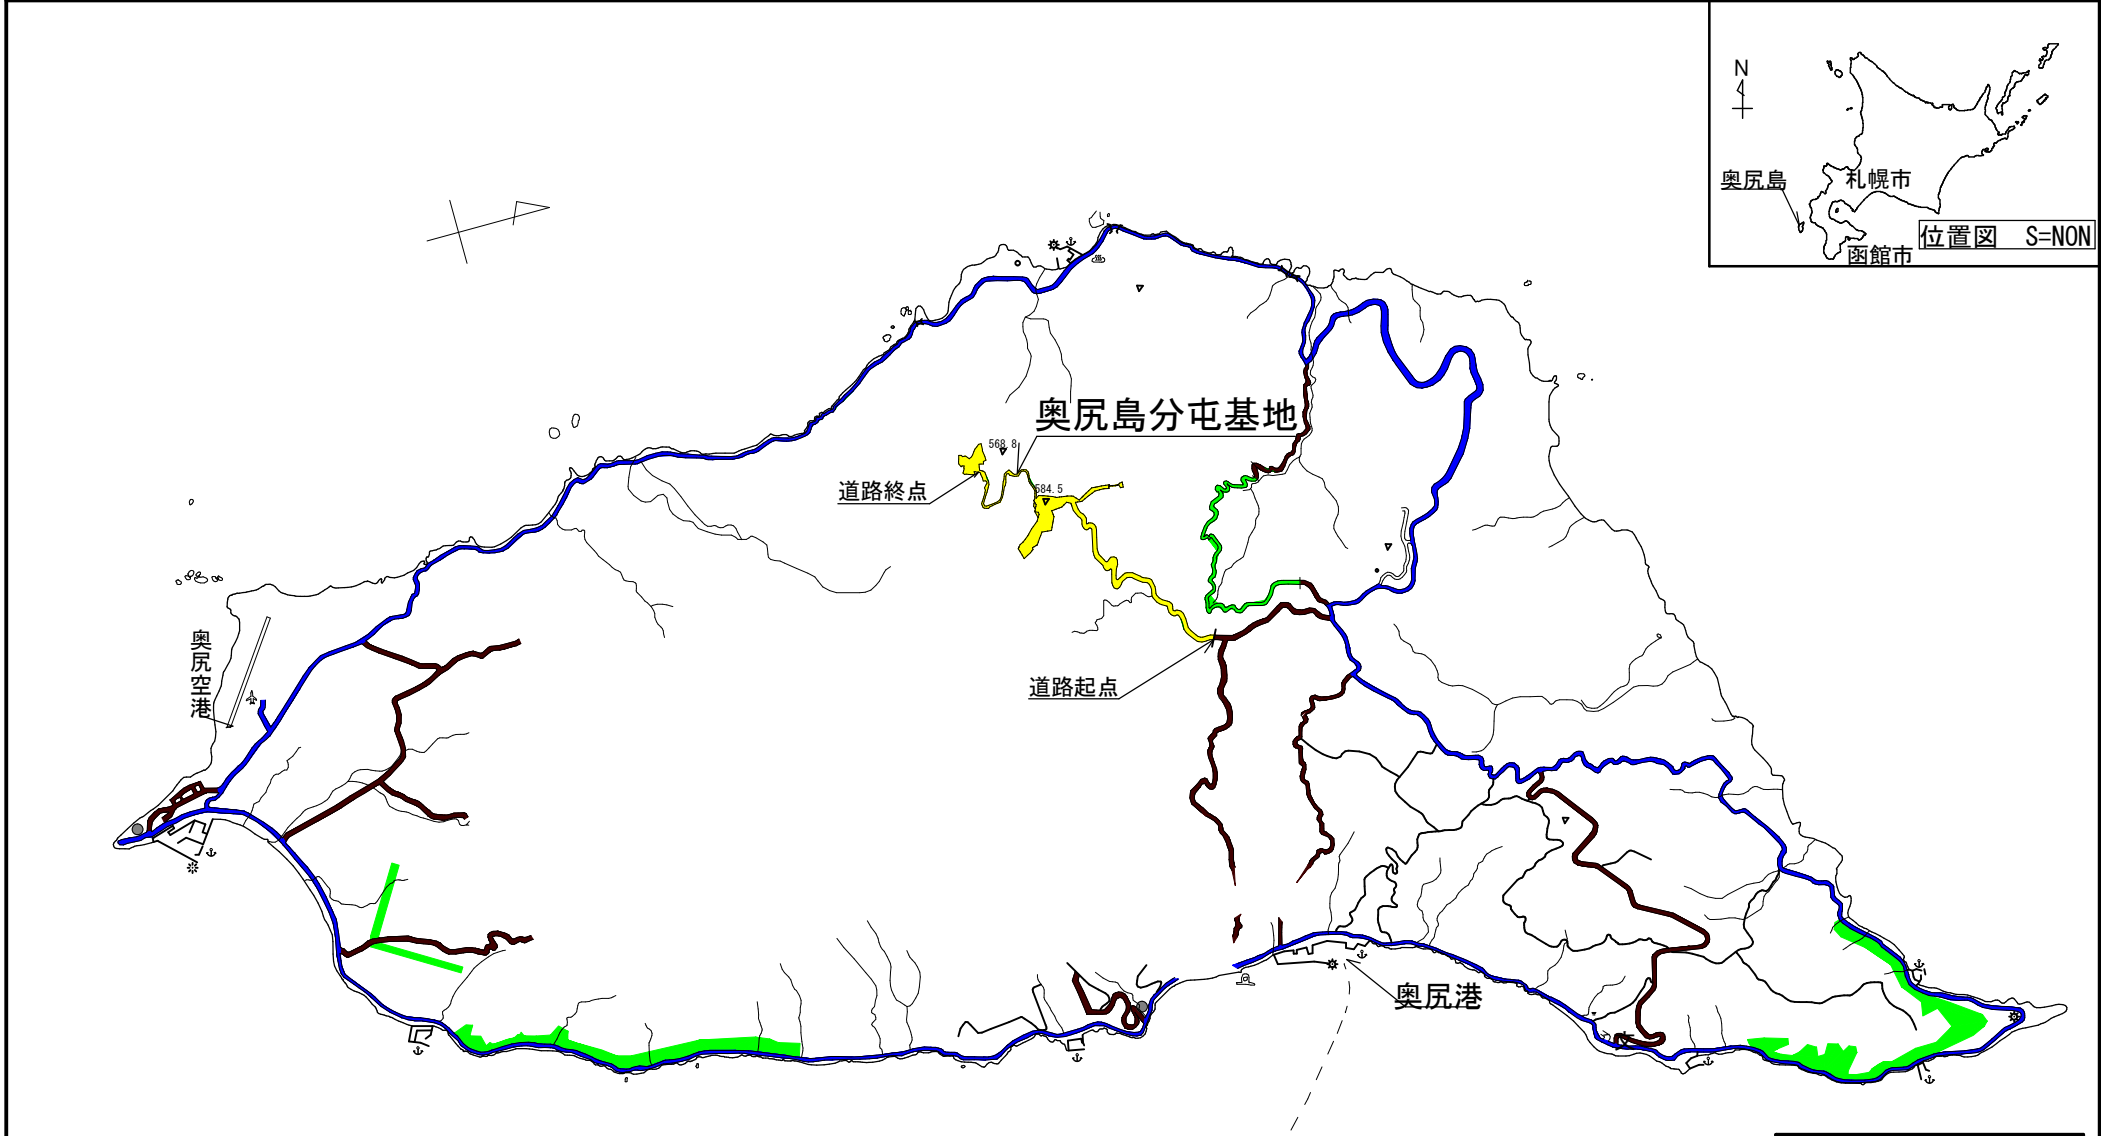 N
奥尻島
札幌市
函館市
位置図 S=NON
奥尻島分屯基地
568.8
道路終点
584.5
道路起点
奥尻空港
奥尻港